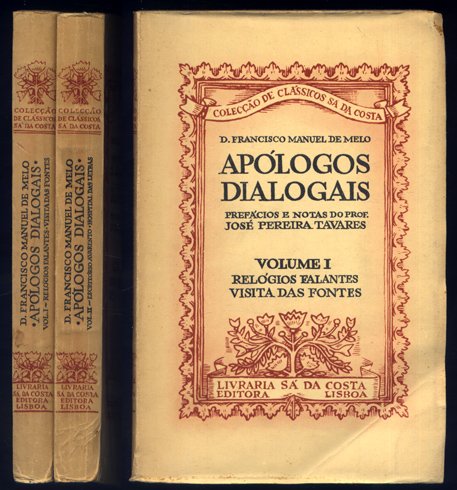 COLECÇÃO
DE CLÁSSICOS
SÁ DA COSTA
D. FRANCISCO MANUEL DE MELO
•APÓLOGOS DIALOGAIS•
VOL. I - RELÓGIOS FALANTES - VISITA DAS FONTES
LIVRARIA
SÁ DA COSTA
EDITORA
LISBOA
COLECÇÃO
DE CLÁSSICOS
SÁ DA COSTA
D. FRANCISCO MANUEL DE MELO
•APÓLOGOS DIALOGAIS•
VOL. II - ESCRITÓRIO AVARENTO - HOSPITAL DAS LETRAS
LIVRARIA
SÁ DA COSTA
EDITORA
LISBOA
COLECÇÃO DE CLÁSSICOS SÁ DA COSTA
D. FRANCISCO MANUEL DE MELO
APÓLOGOS
DIALOGAIS
PREFÁCIOS E NOTAS DO PROF.
JOSÉ PEREIRA TAVARES
VOLUME I
RELÓGIOS FALANTES
VISITA DAS FONTES
LIVRARIA SÁ DA COSTA
EDITORA LISBOA